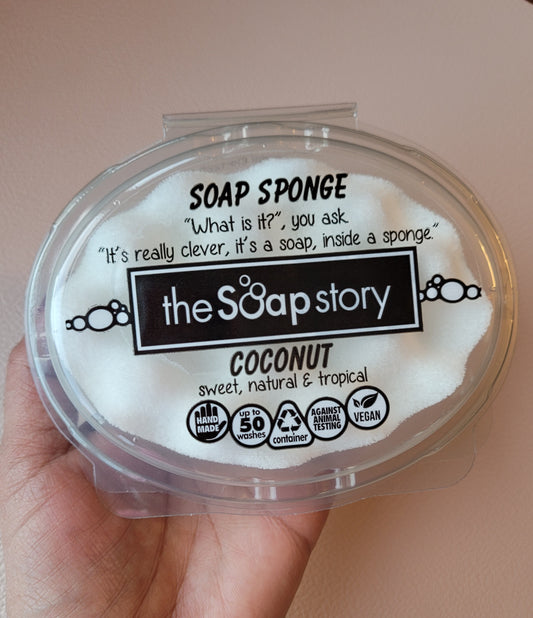 SOAP SPONGE
"What is it?", you ask.
"It's really clever, it's a soap, inside a sponge."
the Soap story
COCONUT
sweet, natural & tropical
HAND
MADE
up to
50
washes
container
AGAINST
ANIMAL
TESTING
VEGAN